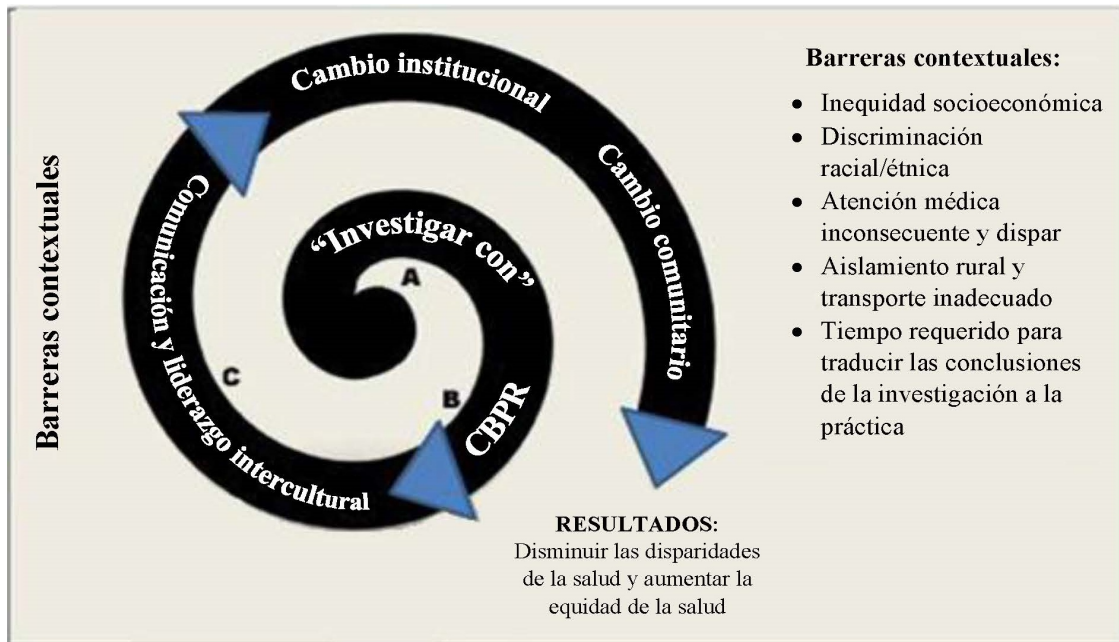 Barreras contextuales
“Investigar con”
A
B
CBPR
C
Comunicación y liderazgo intercultural
Cambio institucional
Cambio comunitario
RESULTADOS:
Disminuir las disparidades
de la salud y aumentar la
equidad de la salud
Barreras contextuales:
• Inequidad socioeconómica
• Discriminación
racial/étnica
• Atención médica
inconsecuente y dispar
• Aislamiento rural y
transporte inadecuado
• Tiempo requerido para
traducir las conclusiones
de la investigación a la
práctica